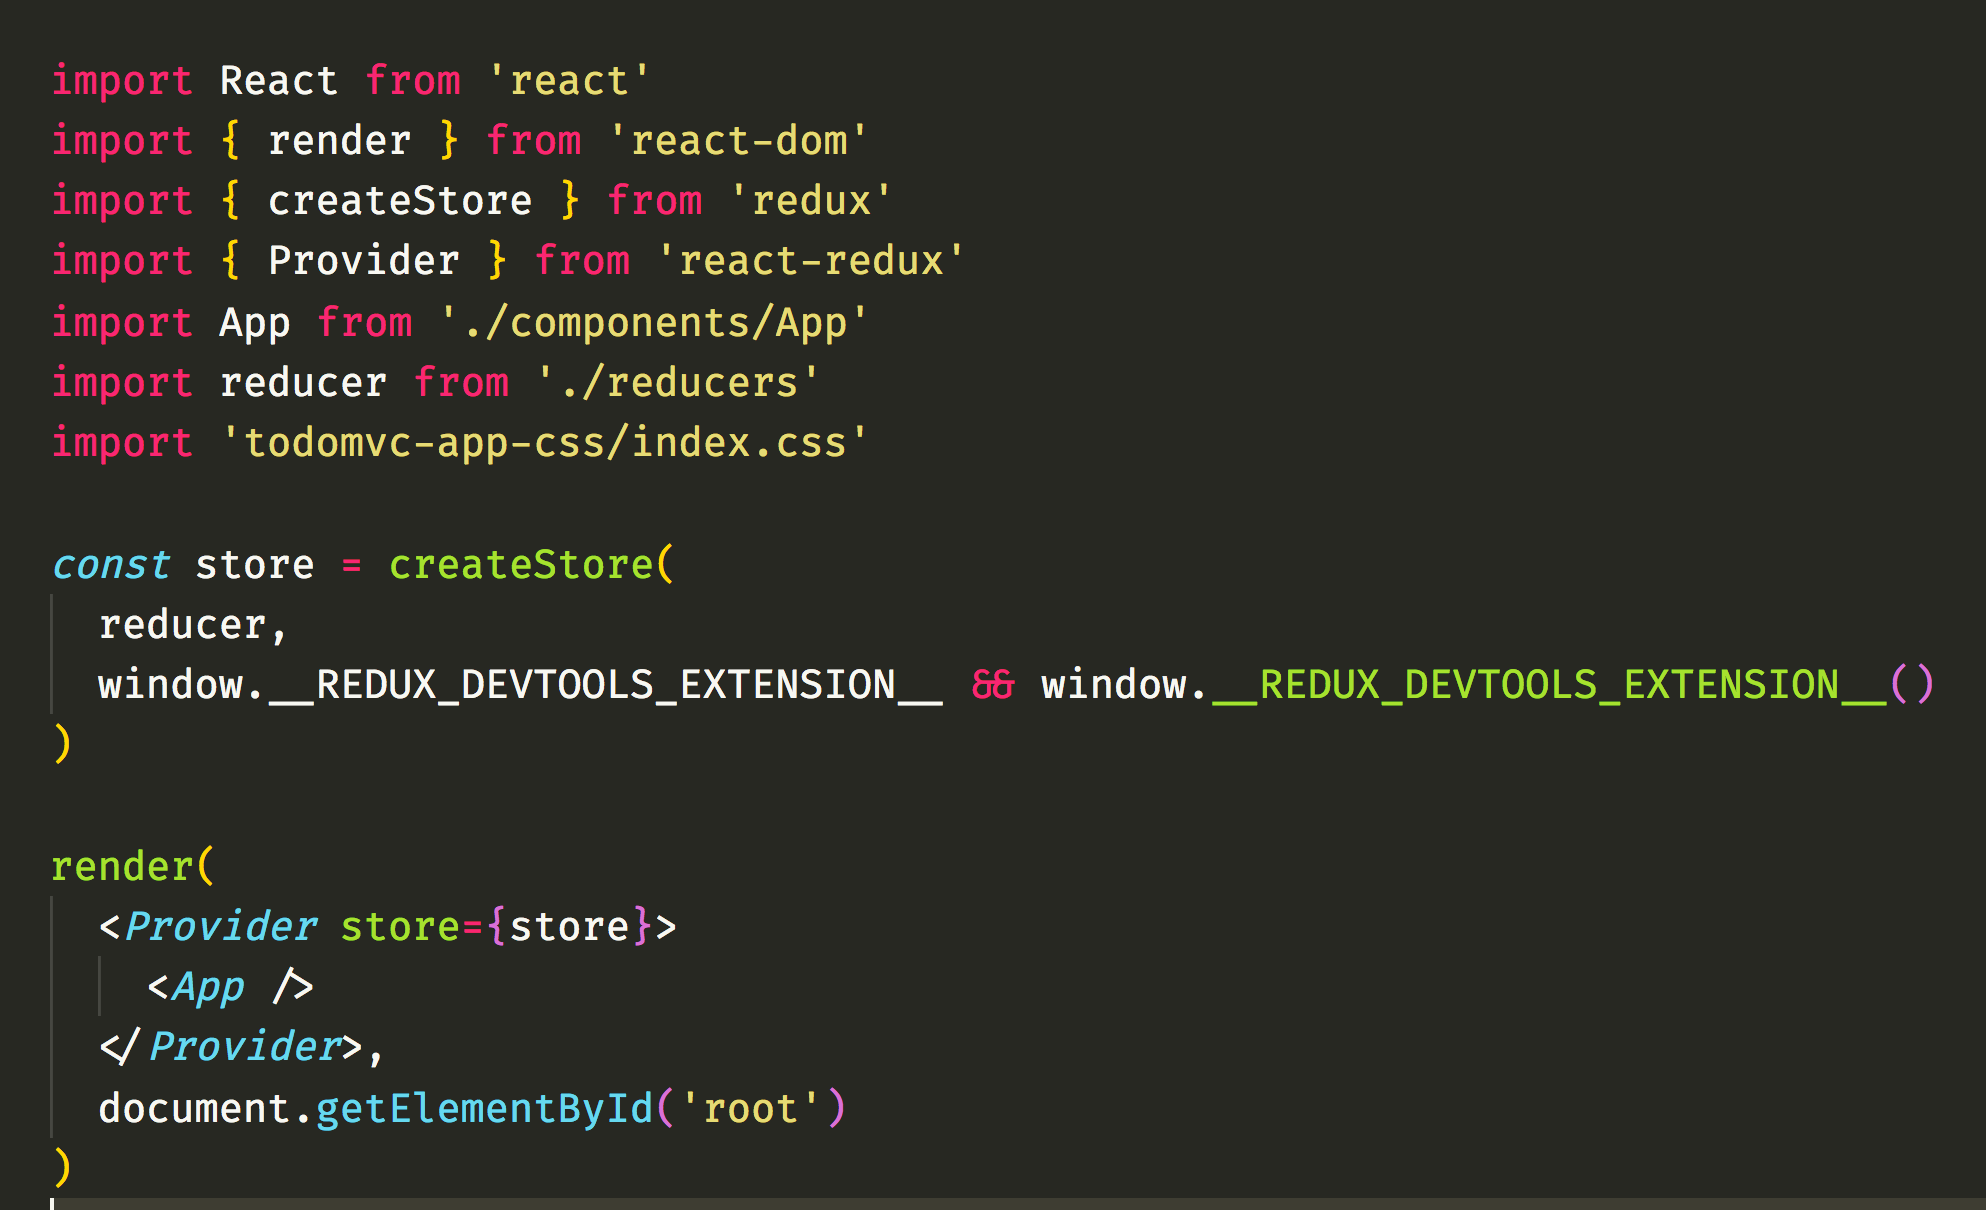 import React from 'react'
import { render } from 'react-dom'
import { createStore } from 'redux'
import { Provider } from 'react-redux'
import App from './components/App'
import reducer from './reducers'
import 'todomvc-app-css/index.css'

const store = createStore(
  reducer,
  window.__REDUX_DEVTOOLS_EXTENSION__ && window.__REDUX_DEVTOOLS_EXTENSION__()
)

render(
  <Provider store={store}>
    <App />
  </Provider>,
  document.getElementById('root')
)